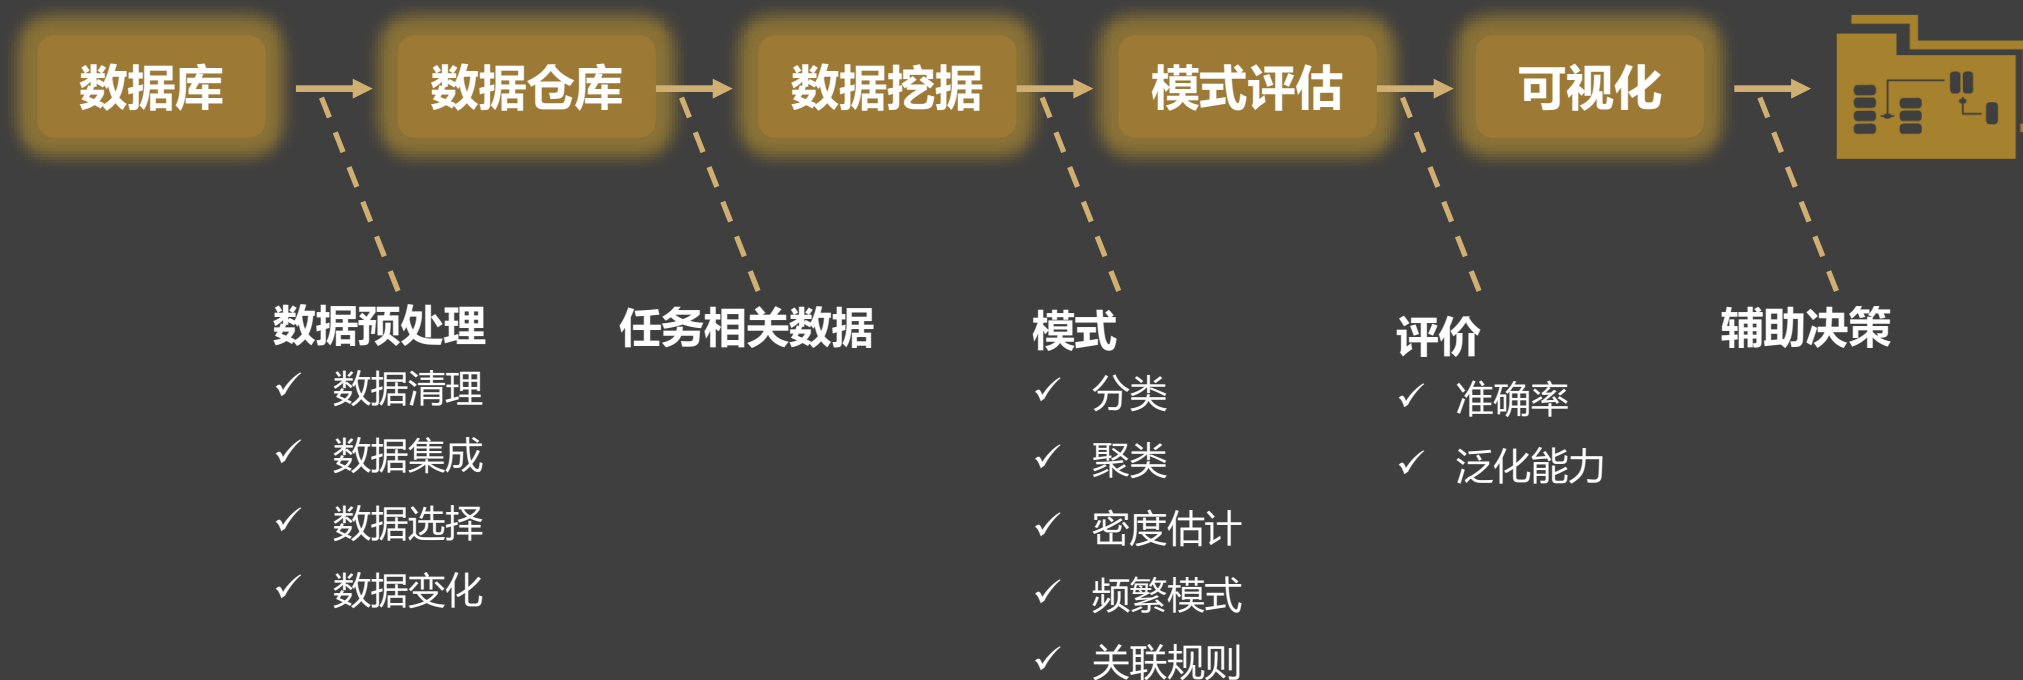 数据库
数据仓库
数据挖据
模式评估
可视化
数据预处理
数据清理
数据集成
数据选择
数据变化
任务相关数据
模式
分类
聚类
密度估计
频繁模式
关联规则
评价
准确率
泛化能力
辅助决策